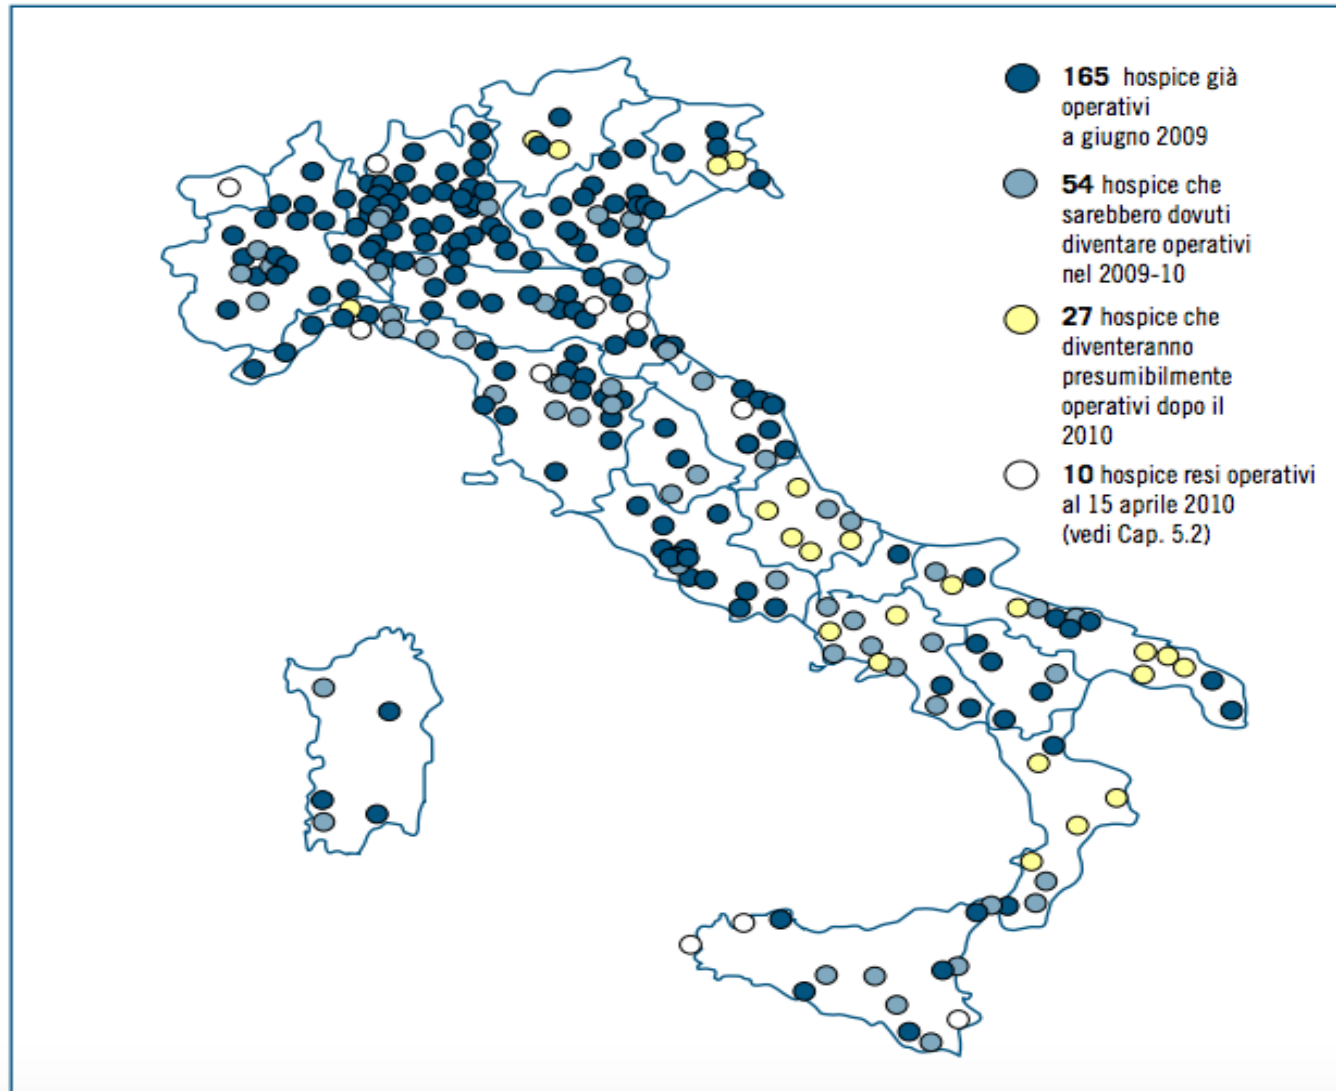 165 hospice già
operativi
a giugno 2009
54 hospice che
sarebbero dovuti
diventare operativi
nel 2009-10
27 hospice che
diventeranno
presumibilmente
operativi dopo il
2010
10 hospice resi operativi
al 15 aprile 2010
(vedi Cap. 5.2)